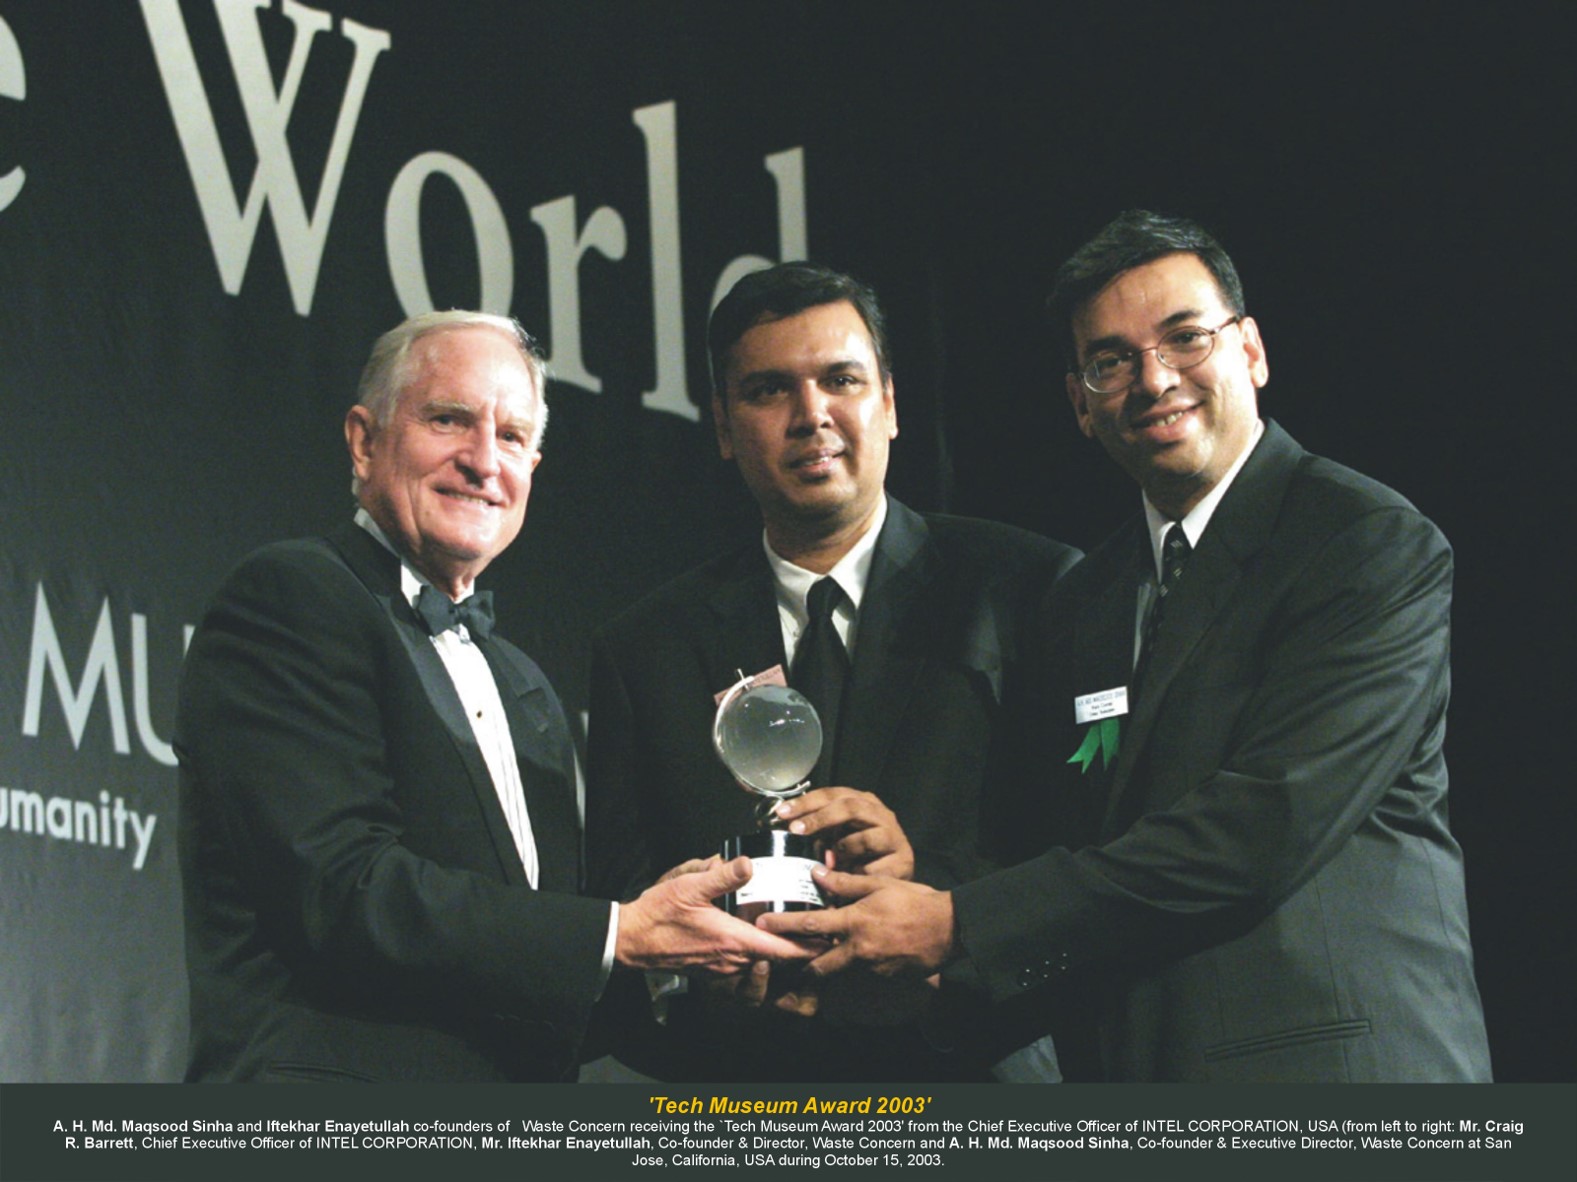 e World
MU
umanity
'Tech Museum Award 2003'
A. H. Md. Maqsood Sinha and Iftekhar Enayetullah co-founders of Waste Concern receiving the `Tech Museum Award 2003' from the Chief Executive Officer of INTEL CORPORATION, USA (from left to right: Mr. Craig
R. Barrett, Chief Executive Officer of INTEL CORPORATION, Mr. Iftekhar Enayetullah, Co-founder & Director, Waste Concern and A. H. Md. Maqsood Sinha, Co-founder & Executive Director, Waste Concern at San
Jose, California, USA during October 15, 2003.